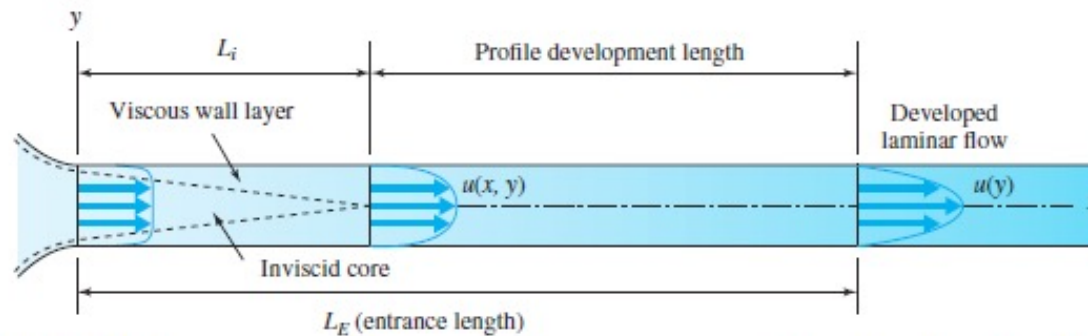 y
L_i
Profile development length
Viscous wall layer
Developed
laminar flow
u(x, y)
u(y)
Inviscid core
L_E (entrance length)